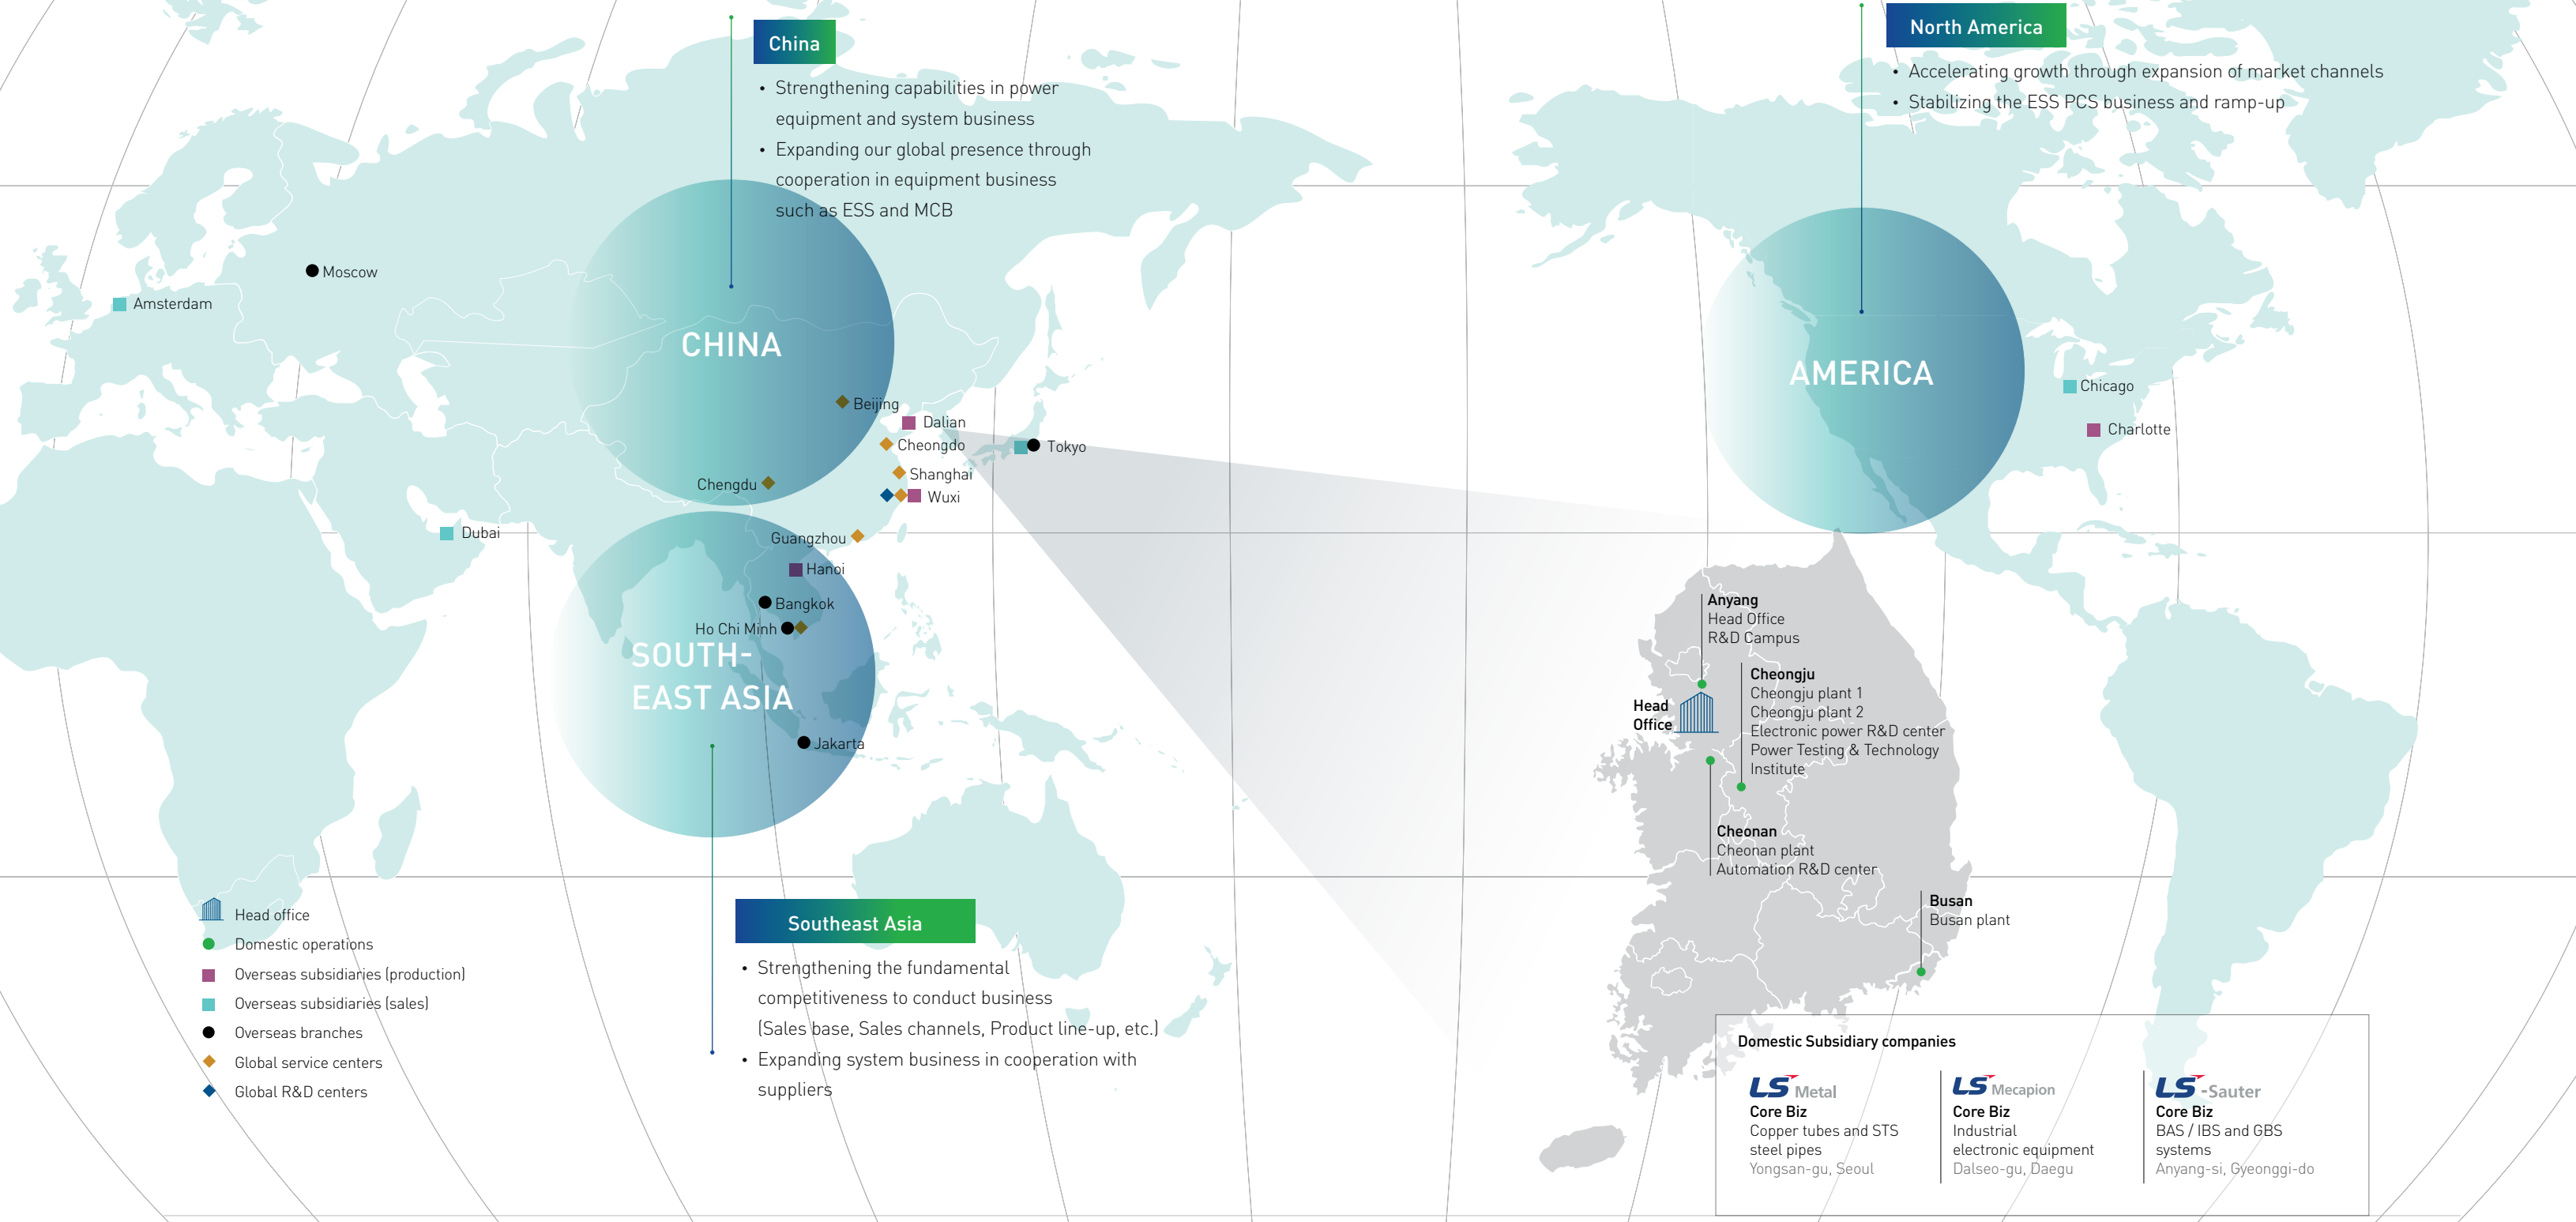 China
• Strengthening capabilities in power
equipment and system business
• Expanding our global presence through
cooperation in equipment business
such as ESS and MCB
North America
• Accelerating growth through expansion of market channels
• Stabilizing the ESS PCS business and ramp-up
Moscow
Amsterdam
Dubai
CHINA
Beijing
Dalian
Cheongdo
Tokyo
Shanghai
Chengdu
Wuxi
Guangzhou
Hanoi
Bangkok
Ho Chi Minh
SOUTH-
EAST ASIA
Jakarta
AMERICA
Chicago
Charlotte
Anyang
Head Office
R&D Campus
Head
Office
Cheongju
Cheongju plant 1
Cheongju plant 2
Electronic power R&D center
Power Testing & Technology
Institute
Cheonan
Cheonan plant
Automation R&D center
Busan
Busan plant
Head office
Domestic operations
Overseas subsidiaries (production)
Overseas subsidiaries (sales)
Overseas branches
Global service centers
Global R&D centers
Southeast Asia
• Strengthening the fundamental
competitiveness to conduct business
(Sales base, Sales channels, Product line-up, etc.)
• Expanding system business in cooperation with
suppliers
Domestic Subsidiary companies
LS Metal
Core Biz
Copper tubes and STS
steel pipes
Yongsan-gu, Seoul
LS Mecapion
Core Biz
Industrial
electronic equipment
Dalseo-gu, Daegu
LS -Sauter
Core Biz
BAS / IBS and GBS
systems
Anyang-si, Gyeonggi-do